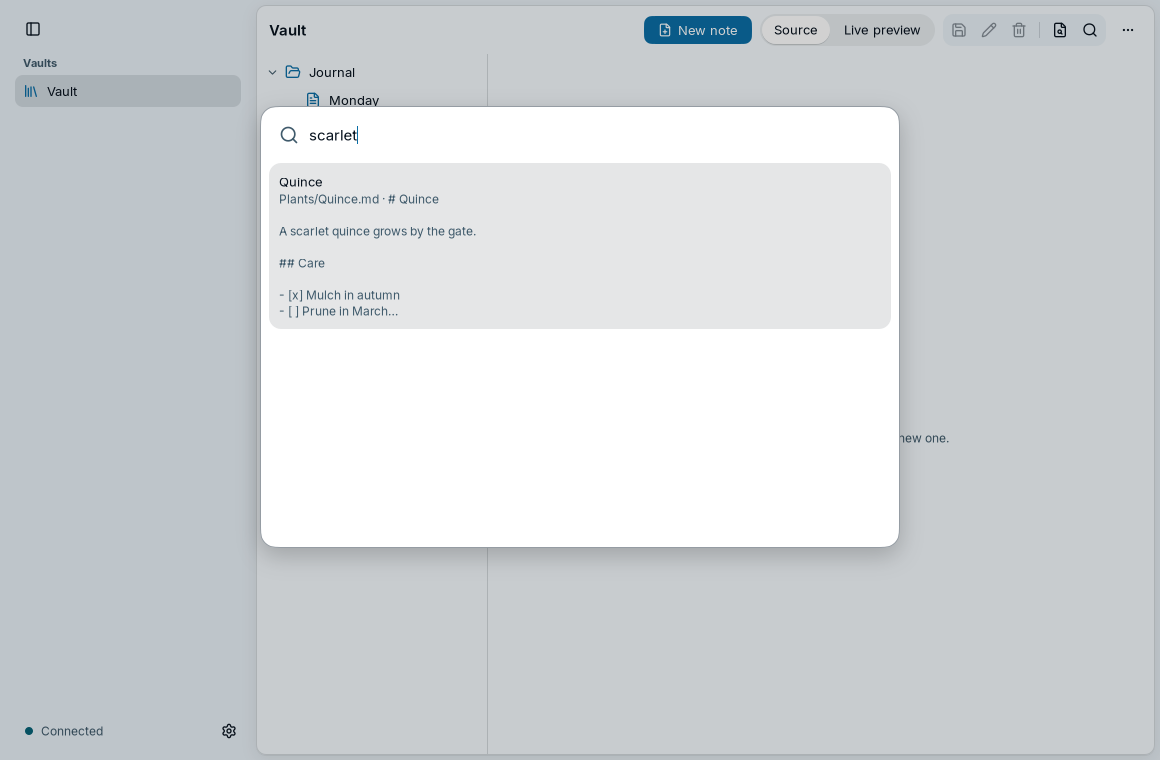 Vault
New note
Source
Live preview
Vaults
Vault
Journal
Monday
scarlet
Quince
Plants/Quince.md · # Quince
A scarlet quince grows by the gate.
## Care
- [x] Mulch in autumn
- [ ] Prune in March...
new one.
Connected